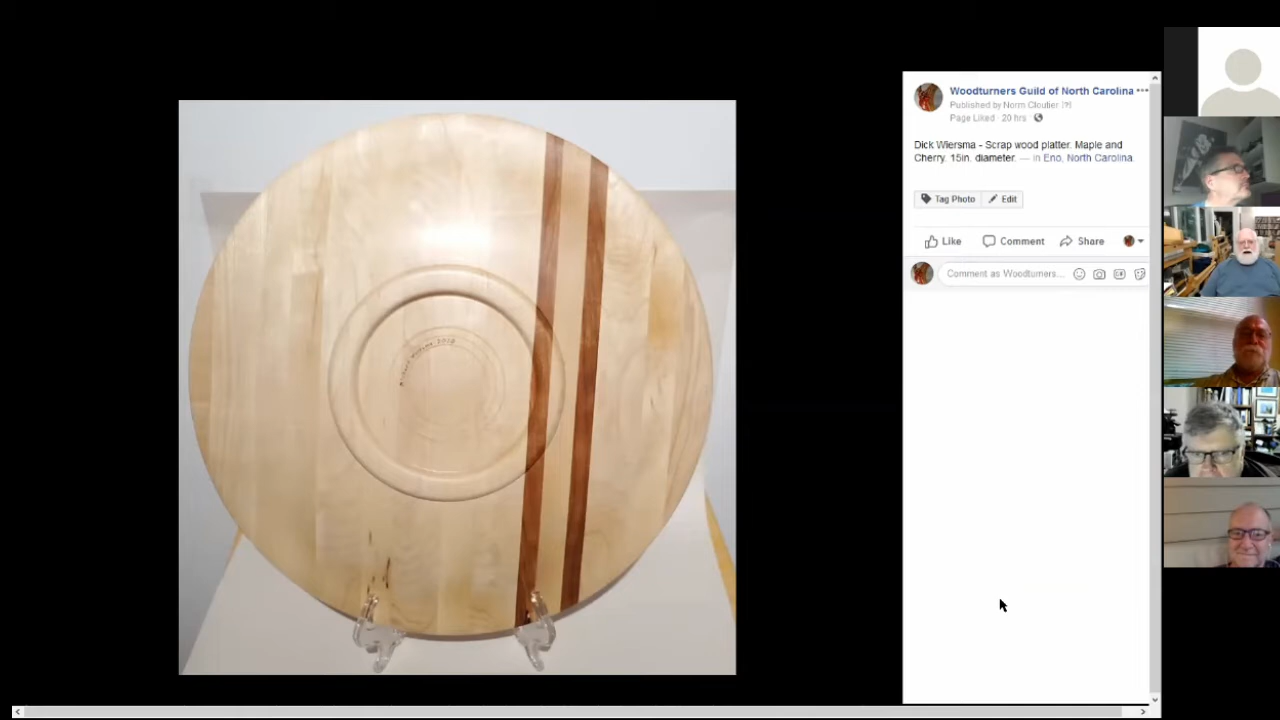 Woodturners Guild of North Carolina
Published by Norm Cloutier [?]
Page Liked · 20 hrs ·
Dick Wiersma - Scrap wood platter. Maple and
Cherry. 15in. diameter. — in Eno, North Carolina.
Tag Photo
Edit
Like
Comment
Share
Comment as Woodturners...